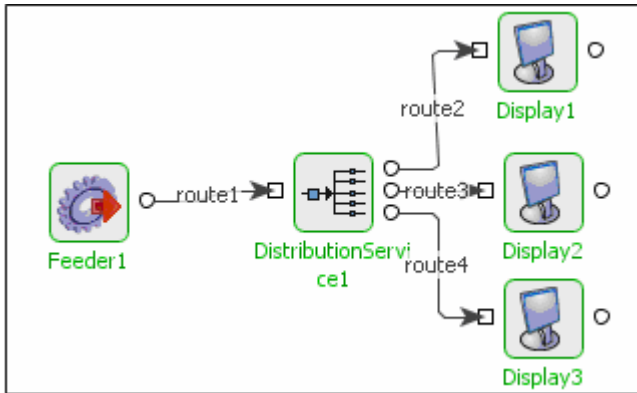 route2
Display1
route1
route3
Feeder1
DistributionServi
ce1
Display2
route4
Display3